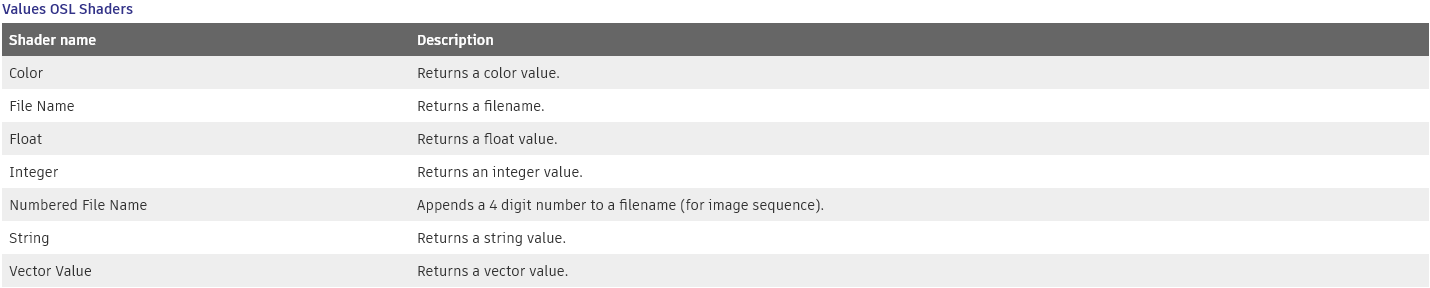 Values OSL Shaders
Shader name Description
Color Returns a color value.
File Name Returns a filename.
Float Returns a float value.
Integer Returns an integer value.
Numbered File Name Appends a 4 digit number to a filename (for image sequence).
String Returns a string value.
Vector Value Returns a vector value.